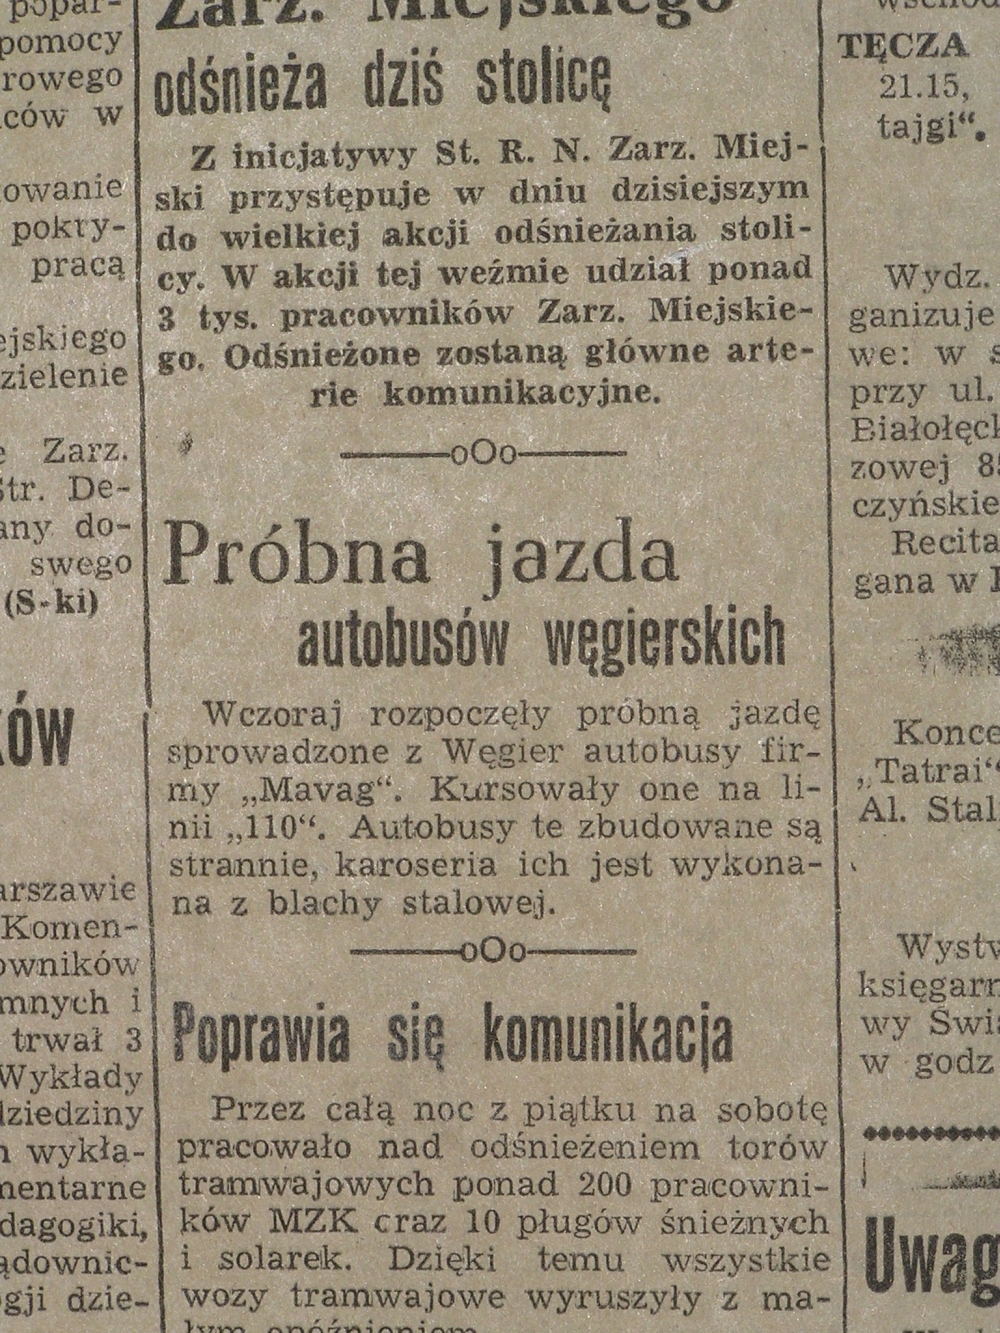 popar-
pomocy
rowego
ców w
owanie
pokry-
pracą
ejskiego
zielenie
Zarz.
Str. De-
any do-
swego
(S-ki)
ków
arszawie
Komen-
owników
mnych i
trwał 3
Wykłady
dziedziny
wykła-
mentarne
dagogiki,
ądownic-
gji dzie-
Zarz. Miejskiego
odśnieża dziś stolicę
Z inicjatywy St. R. N. Zarz. Miej-
ski przystępuje w dniu dzisiejszym
do wielkiej akcji odśnieżania stoli-
cy. W akcji tej weźmie udział ponad
3 tys. pracowników Zarz. Miejskie-
go. Odśnieżone zostaną główne arte-
rie komunikacyjne.
oOo
Próbna jazda
autobusów węgierskich
Wczoraj rozpoczęły próbną jazdę
sprowadzone z Węgier autobusy fir-
my „Mavag“. Kursowały one na li-
nii „110“. Autobusy te zbudowane są
strannie, karoseria ich jest wykona-
na z blachy stalowej.
oOo
Poprawia się komunikacja
Przez całą noc z piątku na sobotę
pracowało nad odśnieżeniem torów
tramwajowych ponad 200 pracowni-
ków MZK craz 10 pługów śnieżnych
i solarek. Dzięki temu wszystkie
wozy tramwajowe wyruszyły z ma-
łym opóźnieniem
wschod
TĘCZA
21.15,
tajgi“.
Wydz.
ganizuje
we: w s
przy ul.
Białołęck
zowej 8
czyńskie
Recita
gana w
Konce
„Tatrai“
Al. Stal
Wystw
księgarn
wy Świa
w godz
Uwag